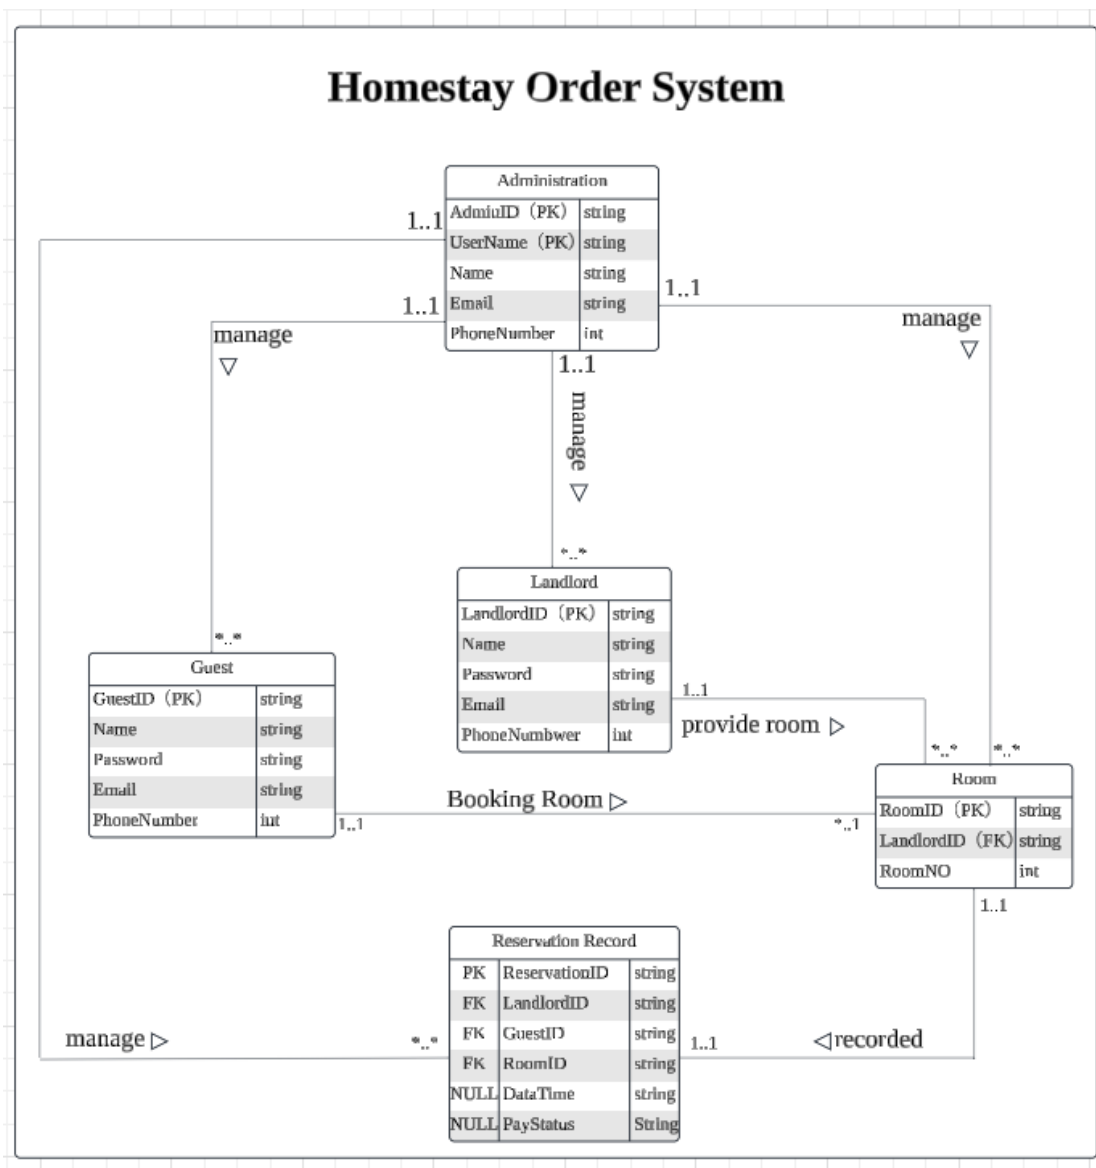 Homestay Order System
Administration
AdmiuID（PK） string
UserName（PK） string
Name string
Email string
PhoneNumber int
1..1
1..1
1..1
1..1
manage
manage
manage
*..*
*..*
Landlord
LandlordID（PK） string
Name string
Password string
Email string
PhoneNumbwer int
Guest
GuestID（PK） string
Name string
Password string
Email string
PhoneNumber int
1..1
provide room
*..*
*..*
Room
RoomID（PK） string
LandlordID（FK） string
RoomNO int
Booking Room
1..1
*..1
1..1
Reservation Record
PK ReservationID string
FK LandlordID string
FK GuestID string
FK RoomID string
NULL DataTime string
NULL PayStatus String
manage
*..*
1..1
recorded